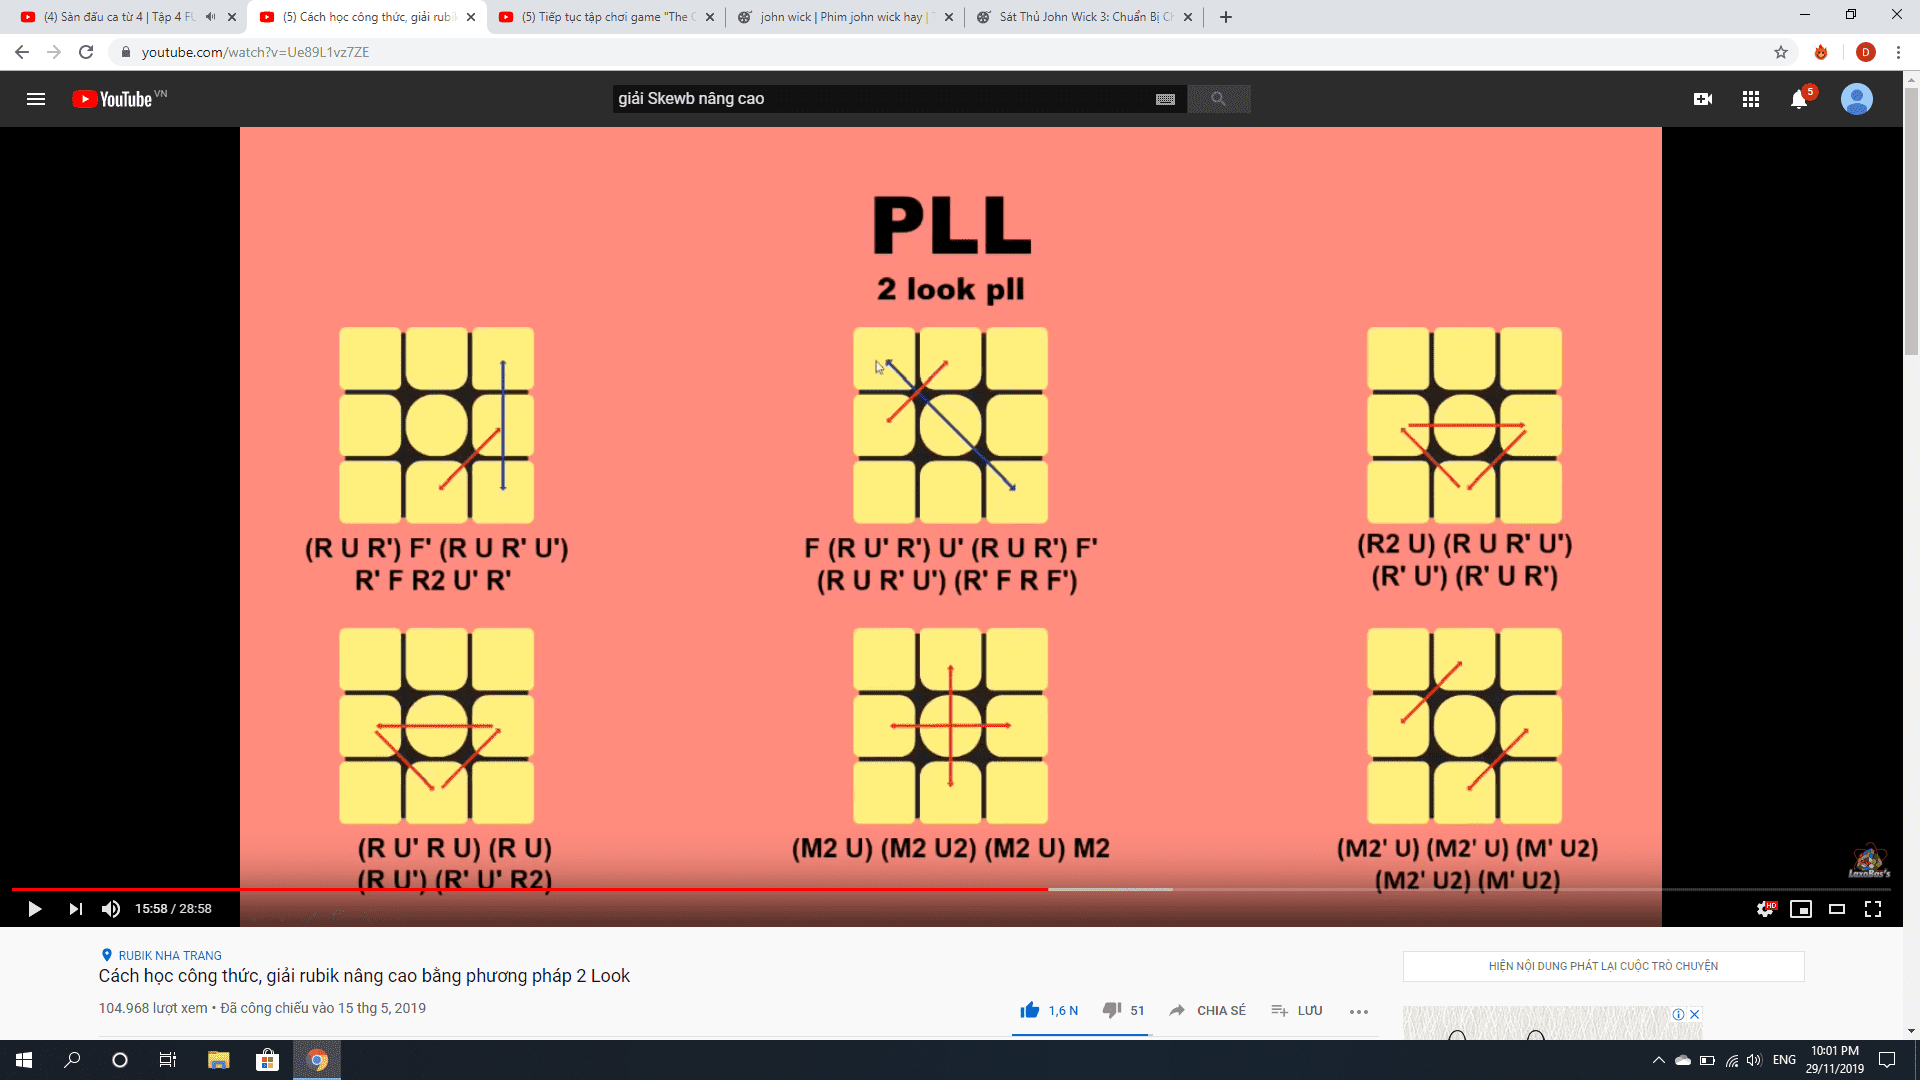 (4) Sàn đấu ca từ 4 | Tập 4 FU
(5) Cách học công thức, giải rubik
(5) Tiếp tục tập chơi game "The C
john wick | Phim john wick hay |
Sát Thủ John Wick 3: Chuẩn Bị Ch
youtube.com/watch?v=Ue89L1vz7ZE
D
YouTube VN
giải Skewb nâng cao
5
PLL
2 look pll
(R U R') F' (R U R' U')
R' F R2 U' R'
F (R U' R') U' (R U R') F'
(R U R' U') (R' F R F')
(R2 U) (R U R' U')
(R' U') (R' U R')
(R U' R U) (R U)
(R U') (R' U' R2)
(M2 U) (M2 U2) (M2 U) M2
(M2' U) (M2' U) (M' U2)
(M2' U2) (M' U2)
LaxoBas's
15:58 / 28:58
HD
RUBIK NHA TRANG
Cách học công thức, giải rubik nâng cao bằng phương pháp 2 Look
104.968 lượt xem • Đã công chiếu vào 15 thg 5, 2019
1,6 N
51
CHIA SẺ
LƯU
HIỆN NỘI DUNG PHÁT LẠI CUỘC TRÒ CHUYỆN
ENG
10:01 PM
29/11/2019